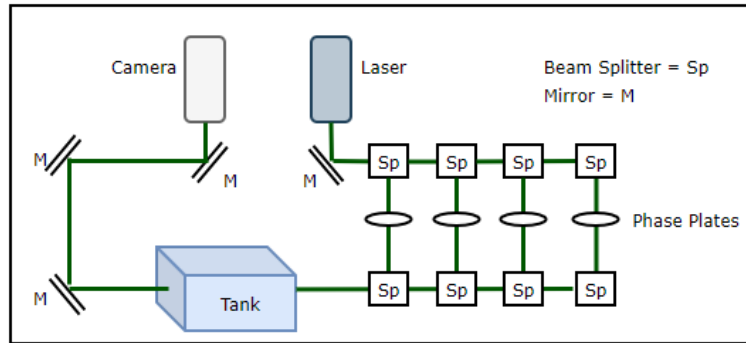 Camera
Laser
Beam Splitter = Sp
Mirror = M
M
M
M
Sp
Sp
Sp
Sp
Phase Plates
M
Tank
Sp
Sp
Sp
Sp